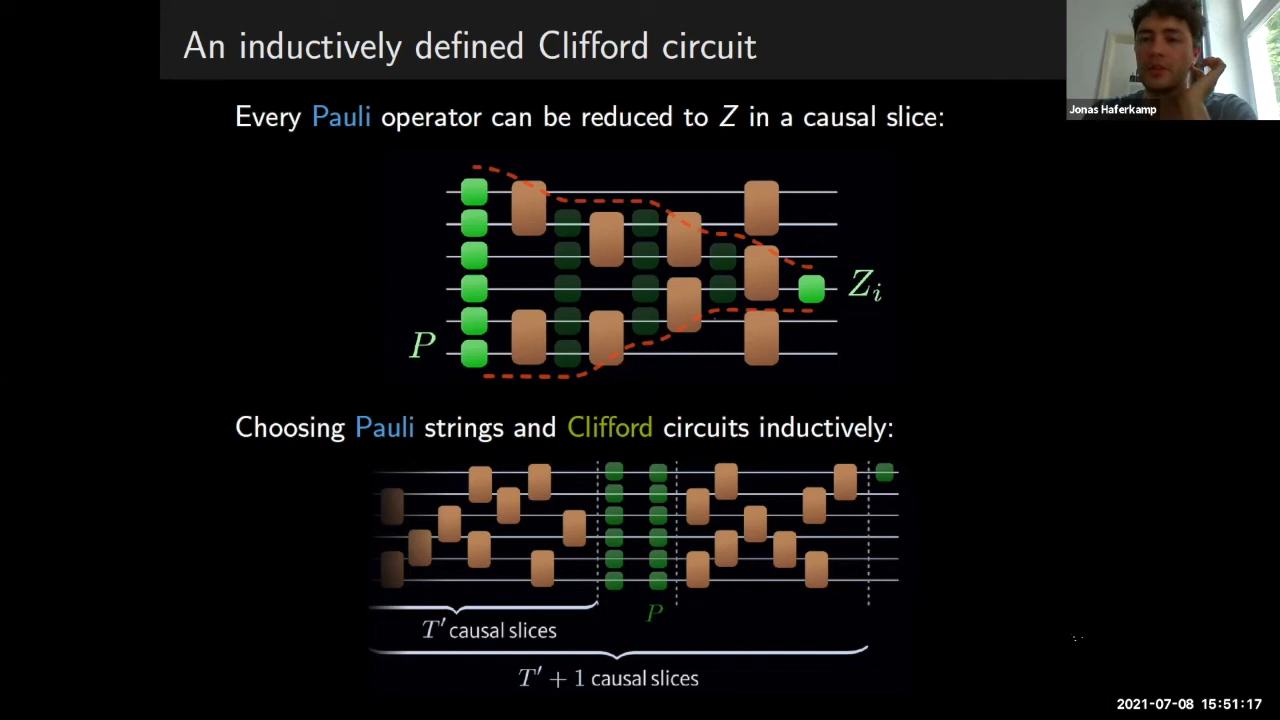 An inductively defined Clifford circuit
Jonas Haferkamp
Every Pauli operator can be reduced to Z in a causal slice:
Z_i
P
Choosing Pauli strings and Clifford circuits inductively:
P
T′ causal slices
T′ + 1 causal slices
2021-07-08 15:51:17